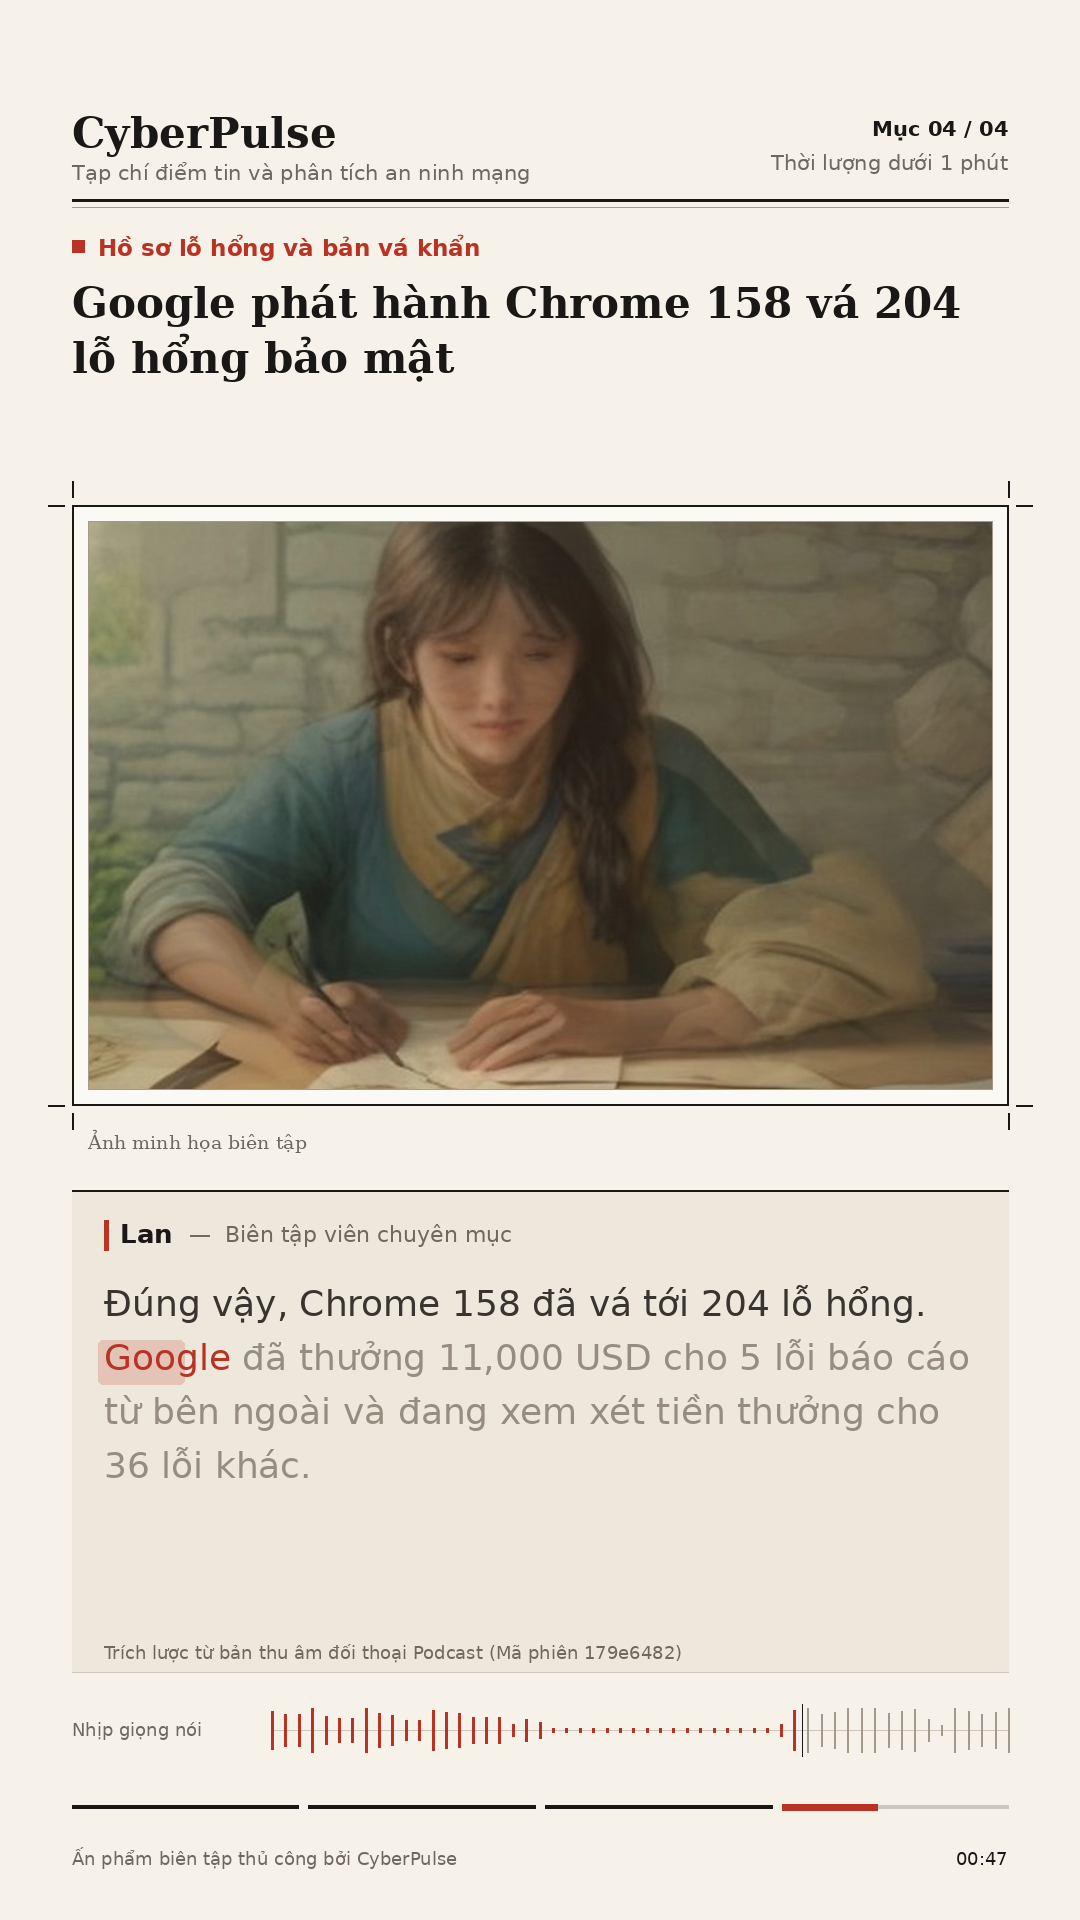 CyberPulse
Tạp chí điểm tin và phân tích an ninh mạng
Mục 04 / 04
Thời lượng dưới 1 phút
Hồ sơ lỗ hổng và bản vá khẩn
Google phát hành Chrome 158 vá 204
lỗ hổng bảo mật
Ảnh minh họa biên tập
Lan — Biên tập viên chuyên mục
Đúng vậy, Chrome 158 đã vá tới 204 lỗ hổng.
Google đã thưởng 11,000 USD cho 5 lỗi báo cáo
từ bên ngoài và đang xem xét tiền thưởng cho
36 lỗi khác.
Trích lược từ bản thu âm đối thoại Podcast (Mã phiên 179e6482)
Nhịp giọng nói
Ấn phẩm biên tập thủ công bởi CyberPulse
00:47